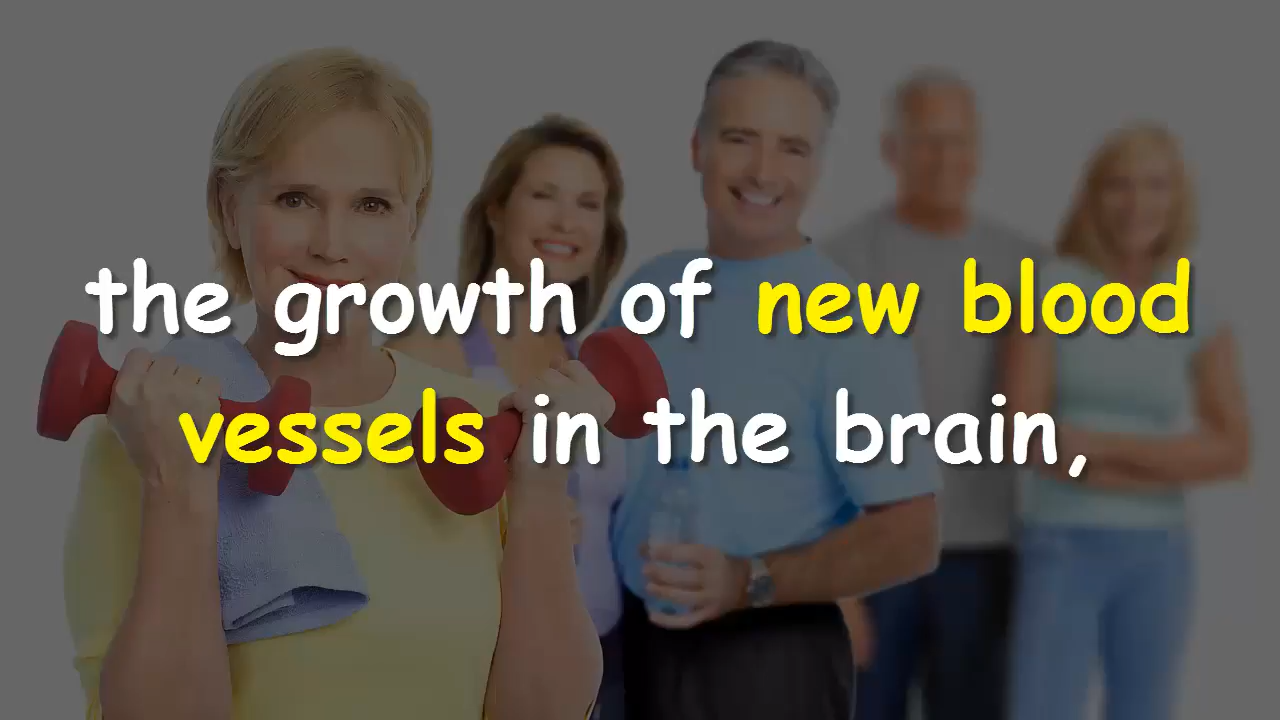 the growth of new blood
vessels in the brain,